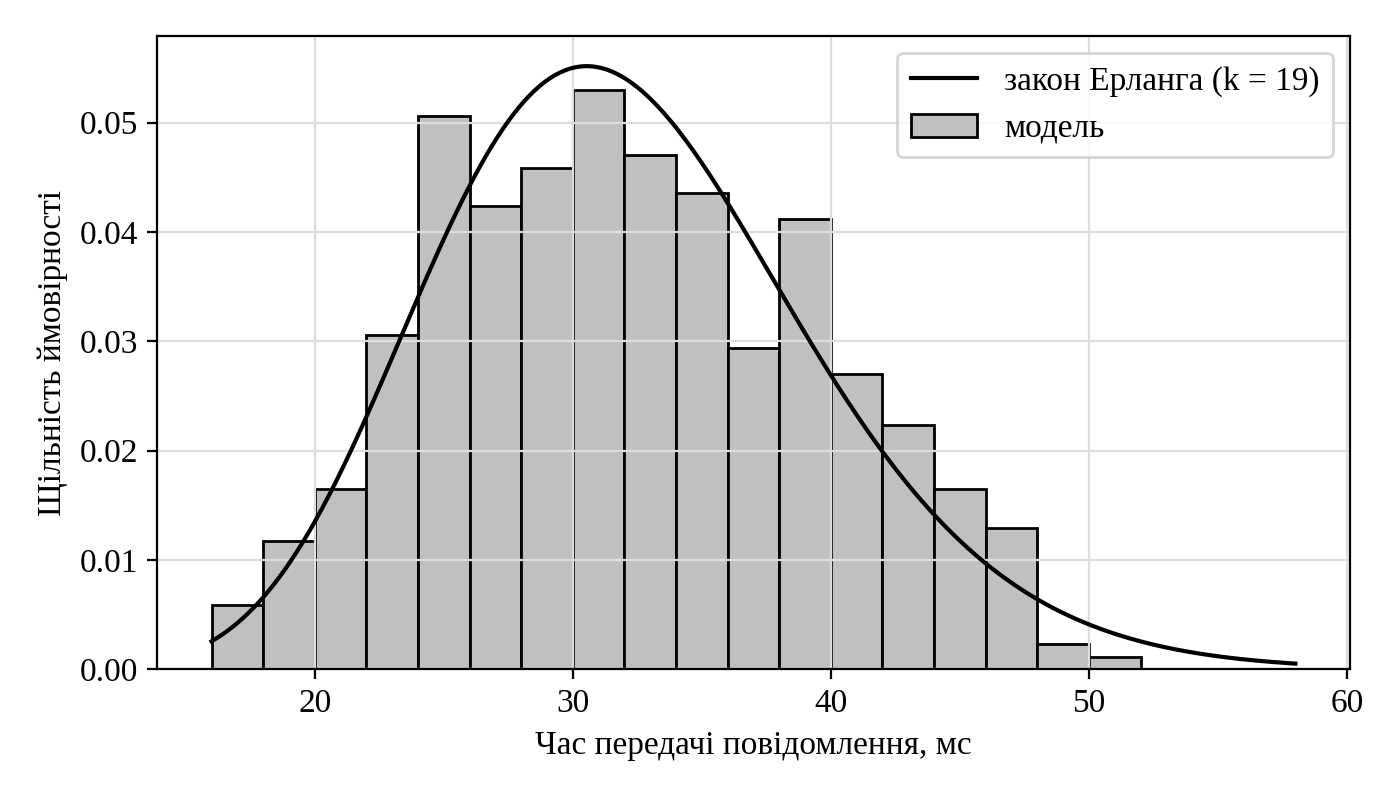 закон Ерланга (k = 19)
модель
Щільність ймовірності
0.05
0.04
0.03
0.02
0.01
0.00
20 30 40 50 60
Час передачі повідомлення, мс